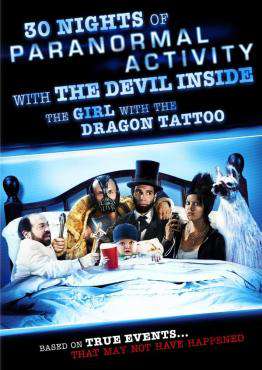 30 NIGHTS OF
PARANORMAL
ACTIVITY
WITH THE DEVIL INSIDE
THE GIRL WITH THE
DRAGON TATTOO
BASED ON TRUE EVENTS...
THAT MAY NOT HAVE HAPPENED